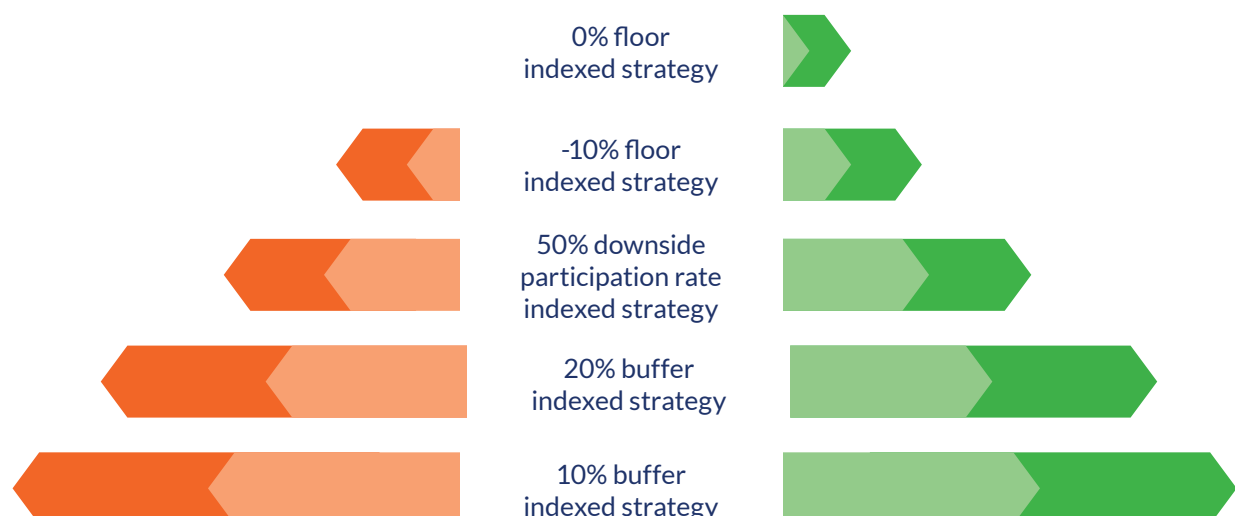 0% floor
indexed strategy
-10% floor
indexed strategy
50% downside
participation rate
indexed strategy
20% buffer
indexed strategy
10% buffer
indexed strategy